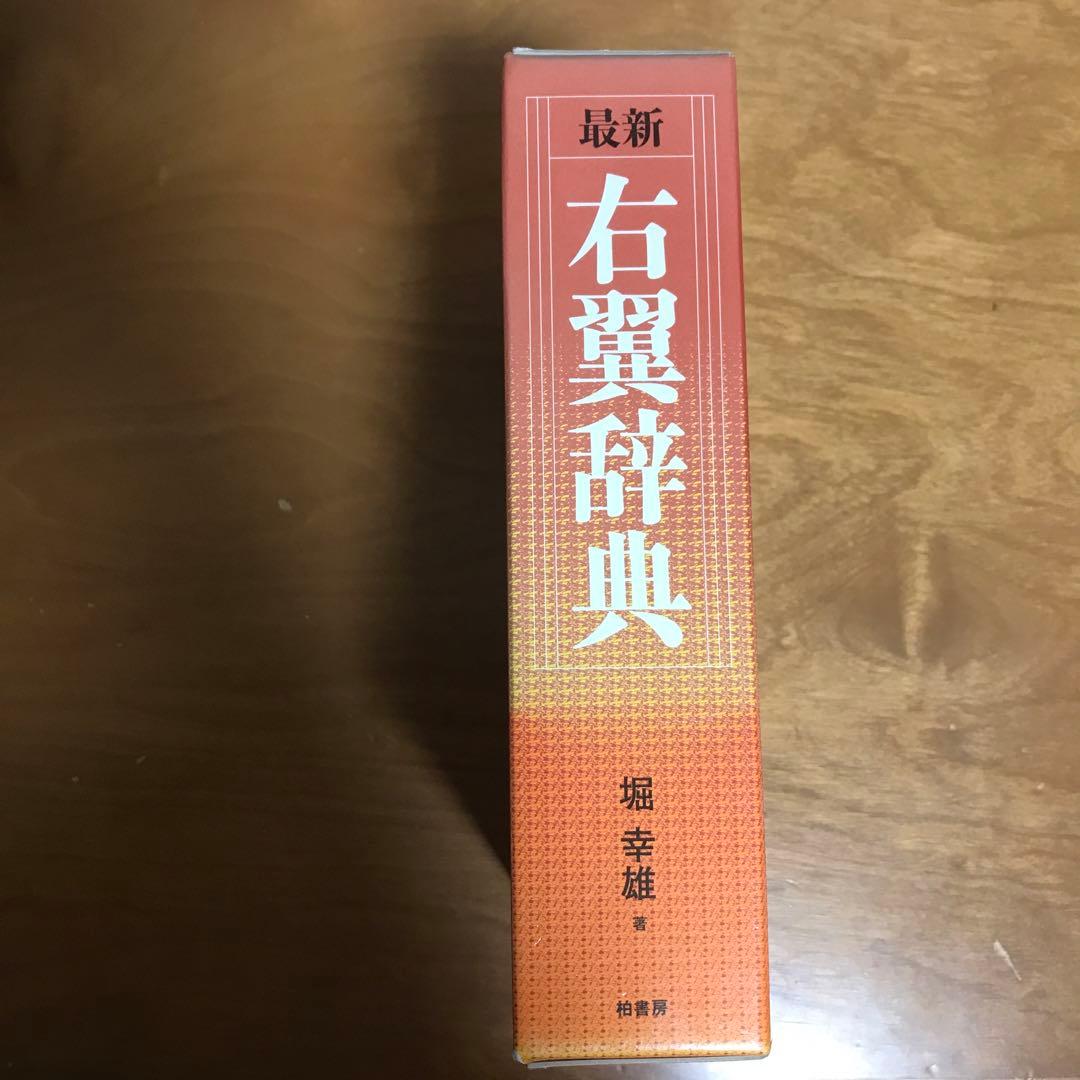 最新
右翼辞典
堀 幸雄 著
柏書房